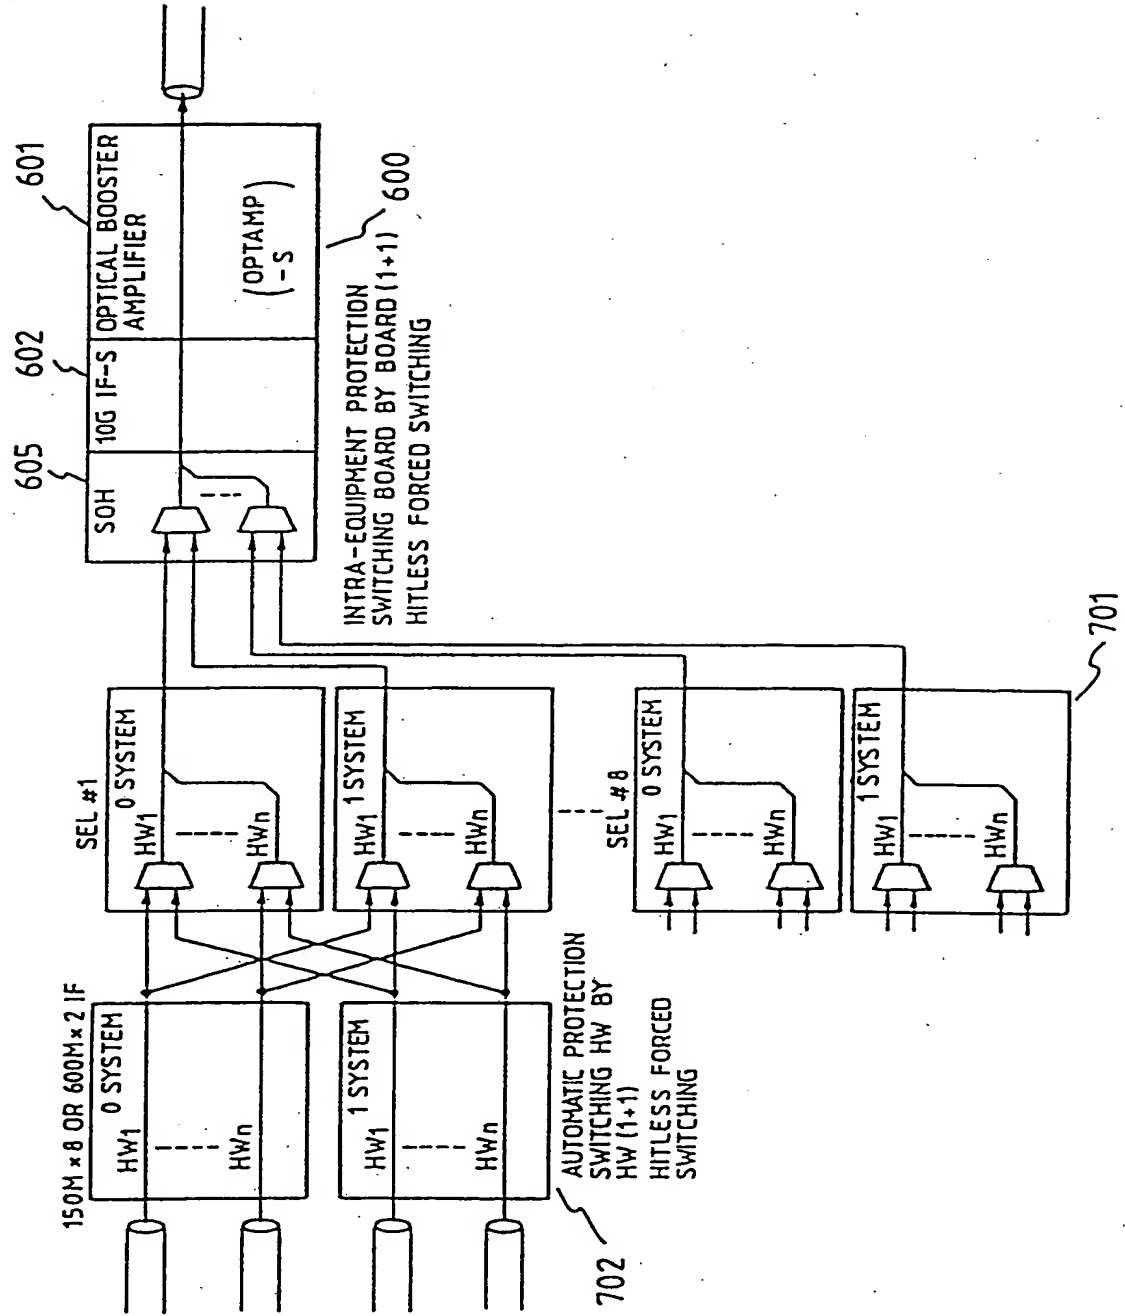 150M × 8 OR 600M × 2 IF
0 SYSTEM
HW1
HWn
1 SYSTEM
HW1
HWn
702
AUTOMATIC PROTECTION
SWITCHING HW BY
HW (1+1)
HITLESS FORCED
SWITCHING
SEL #1
0 SYSTEM
HW1
HWn
1 SYSTEM
HW1
HWn
SEL #8
0 SYSTEM
HW1
HWn
1 SYSTEM
HW1
HWn
701
605
602
601
SOH
10G IF-S
OPTICAL BOOSTER
AMPLIFIER
(OPTAMP
-S)
600
INTRA-EQUIPMENT PROTECTION
SWITCHING BOARD BY BOARD (1+1)
HITLESS FORCED SWITCHING